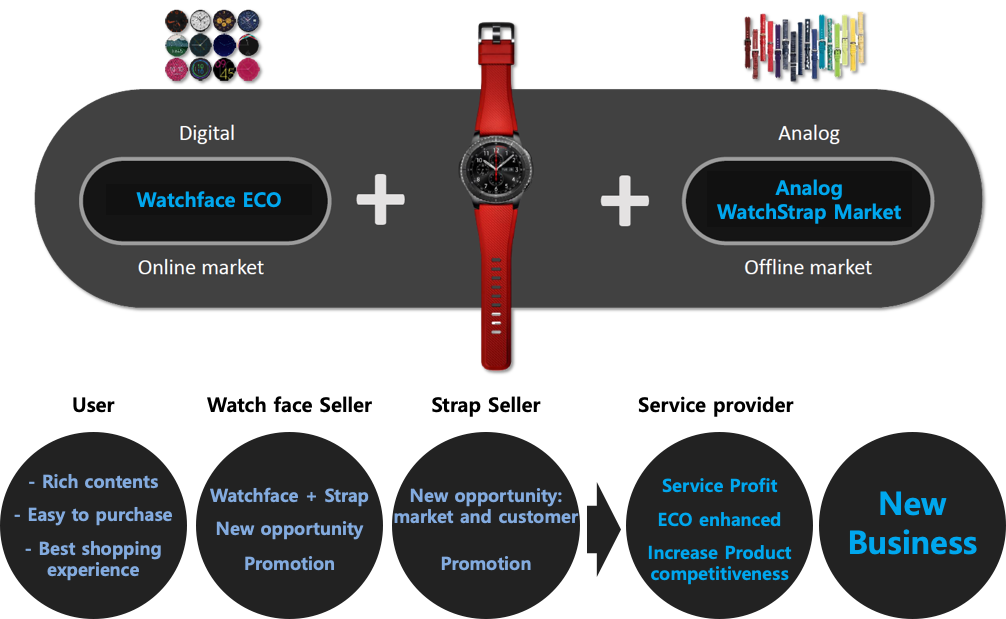 Digital
Analog
Watchface ECO
Analog
WatchStrap Market
Online market
Offline market
User
Watch face Seller
Strap Seller
Service provider
- Rich contents
- Easy to purchase
- Best shopping
experience
Watchface + Strap
New opportunity
Promotion
New opportunity:
market and customer
Promotion
Service Profit
ECO enhanced
Increase Product
competitiveness
New
Business